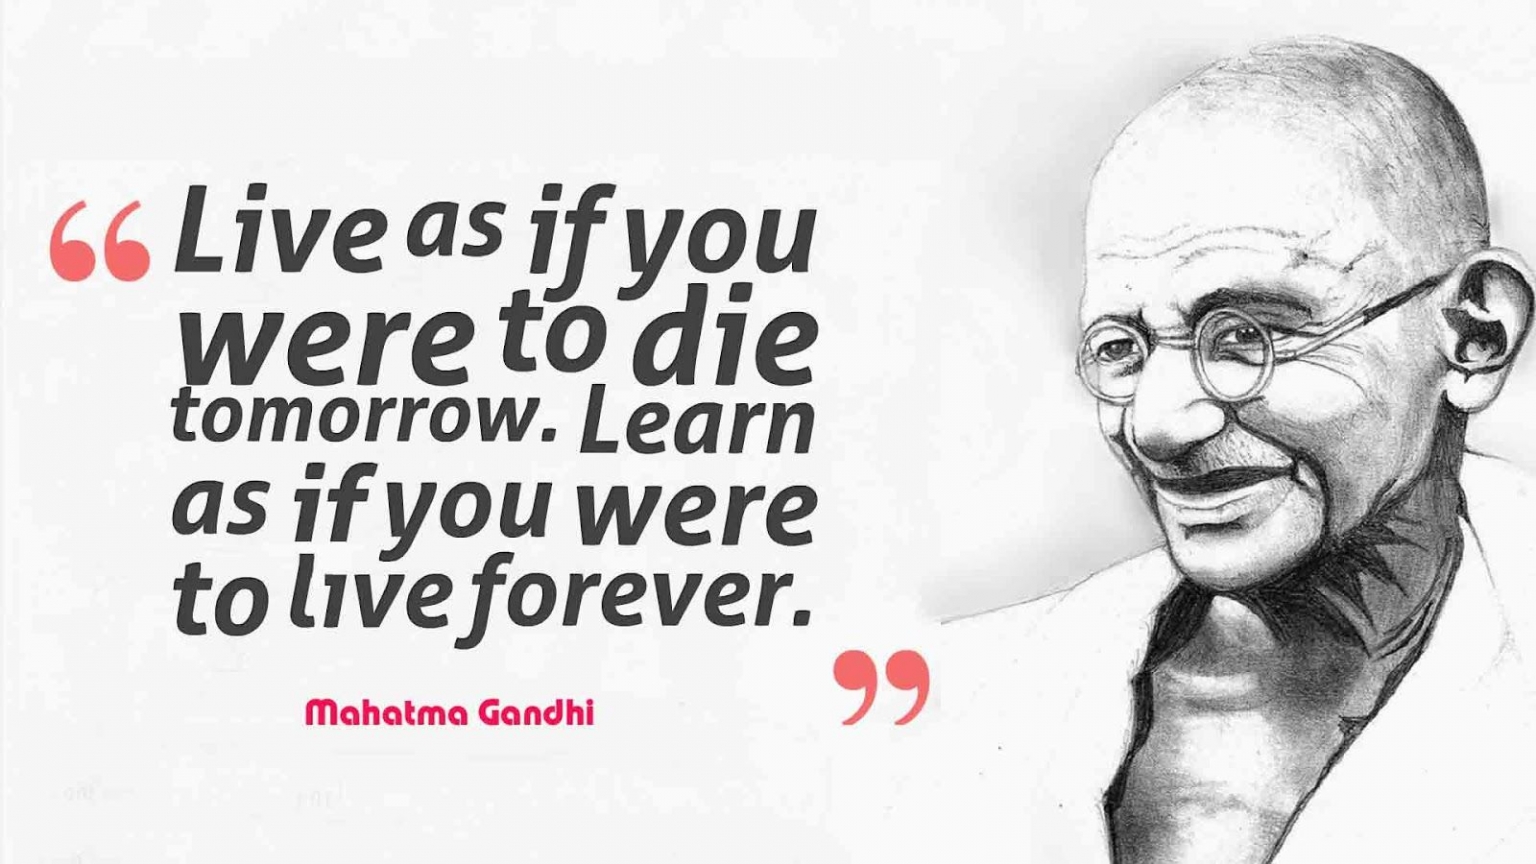 “Live as if you
were to die
tomorrow. Learn
as if you were
to live forever.
”
Mahatma Gandhi